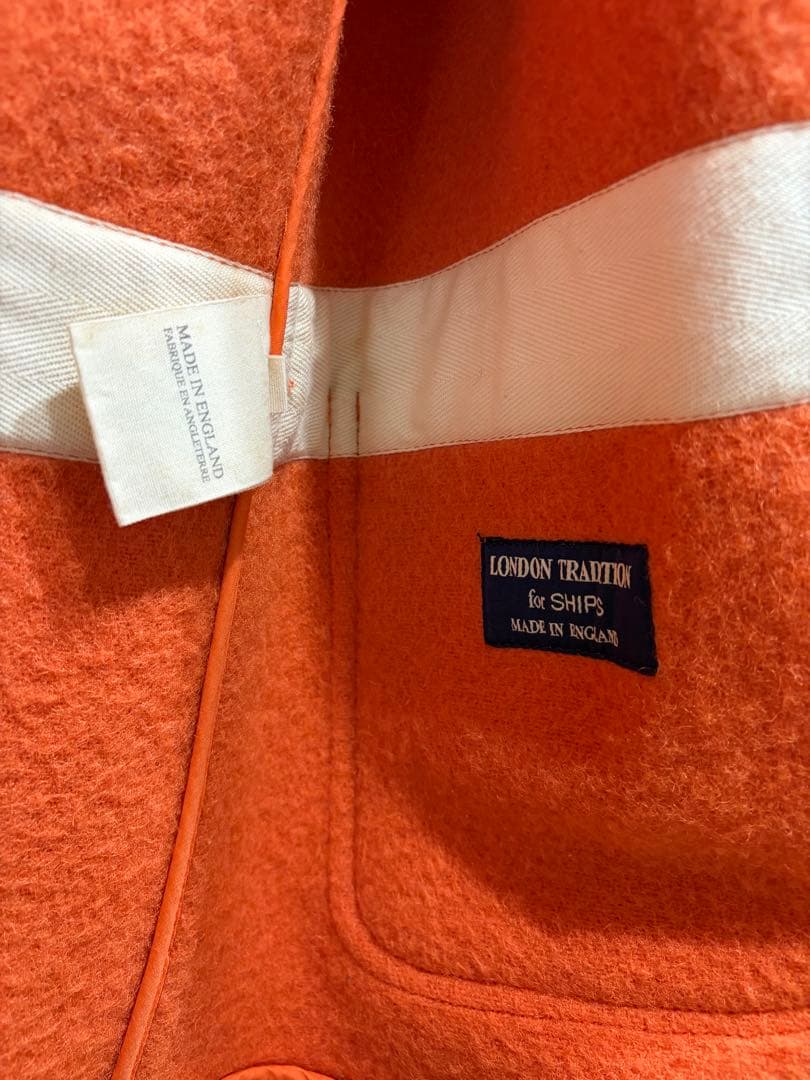 MADE IN ENGLAND
FABRIQUE EN ANGLETERRE
LONDON TRADITION
for SHIPS
MADE IN ENGLAND